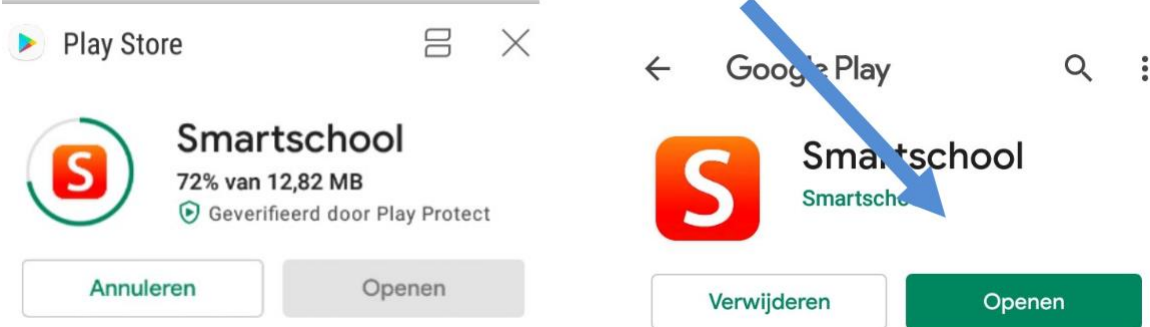 Play Store
Smartschool
72% van 12,82 MB
Geverifieerd door Play Protect
Annuleren
Openen
Google Play
Smartschool
Verwijderen
Openen